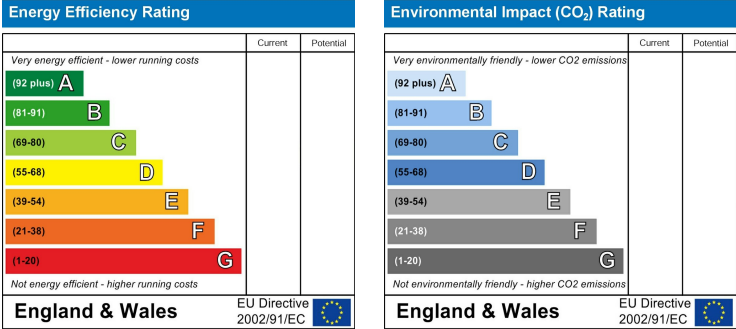 Energy Efficiency Rating
Current Potential
Very energy efficient - lower running costs
(92 plus) A
(81-91) B
(69-80) C
(55-68) D
(39-54) E
(21-38) F
(1-20) G
Not energy efficient - higher running costs
England & Wales
EU Directive
2002/91/EC
Environmental Impact (CO₂) Rating
Current Potential
Very environmentally friendly - lower CO2 emissions
(92 plus) A
(81-91) B
(69-80) C
(55-68) D
(39-54) E
(21-38) F
(1-20) G
Not environmentally friendly - higher CO2 emissions
England & Wales
EU Directive
2002/91/EC